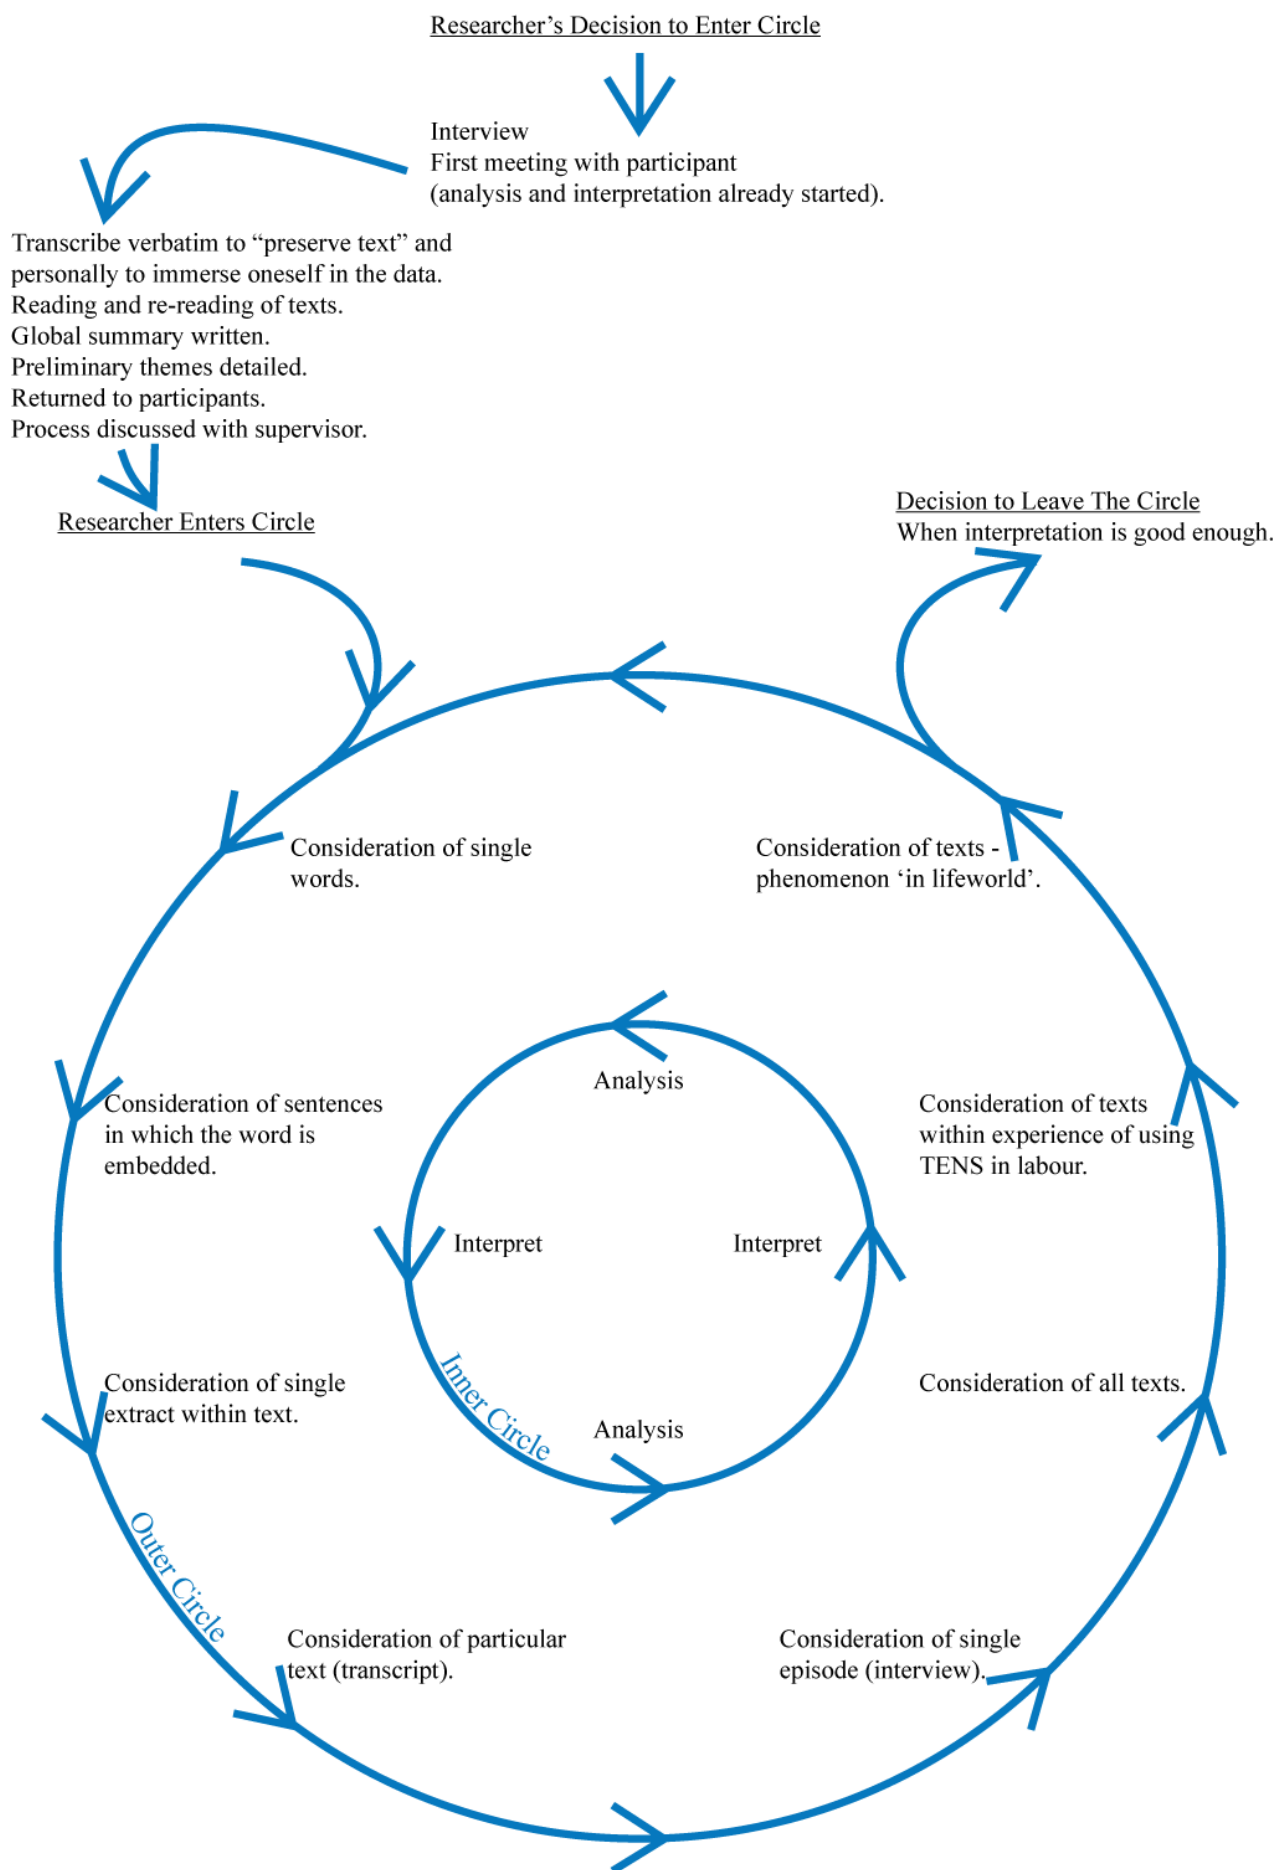 Researcher’s Decision to Enter Circle
Interview
First meeting with participant
(analysis and interpretation already started).
Transcribe verbatim to “preserve text” and
personally to immerse oneself in the data.
Reading and re-reading of texts.
Global summary written.
Preliminary themes detailed.
Returned to participants.
Process discussed with supervisor.
Researcher Enters Circle
Decision to Leave The Circle
When interpretation is good enough.
Consideration of single
words.
Consideration of sentences
in which the word is
embedded.
Consideration of single
extract within text.
Outer Circle
Consideration of particular
text (transcript).
Consideration of single
episode (interview).
Consideration of all texts.
Consideration of texts
within experience of using
TENS in labour.
Consideration of texts -
phenomenon ‘in lifeworld’.
Analysis
Interpret
Inner Circle
Analysis
Interpret